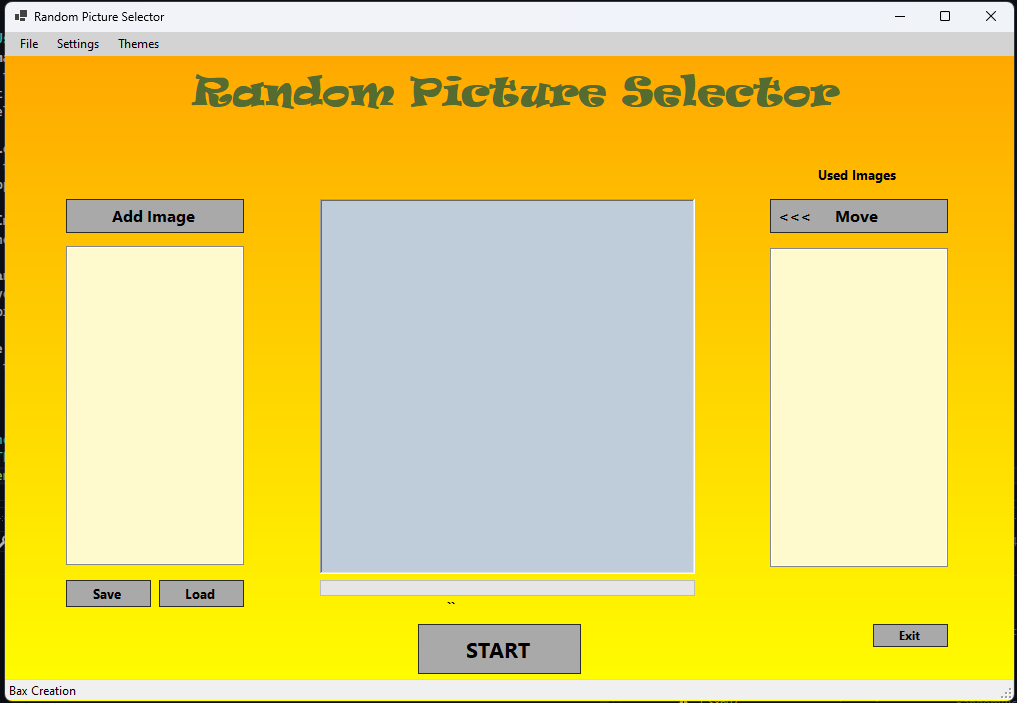 Random Picture Selector
File Settings Themes
Random Picture Selector
Used Images
Add Image
<<< Move
Save Load
``
START
Exit
Bax Creation